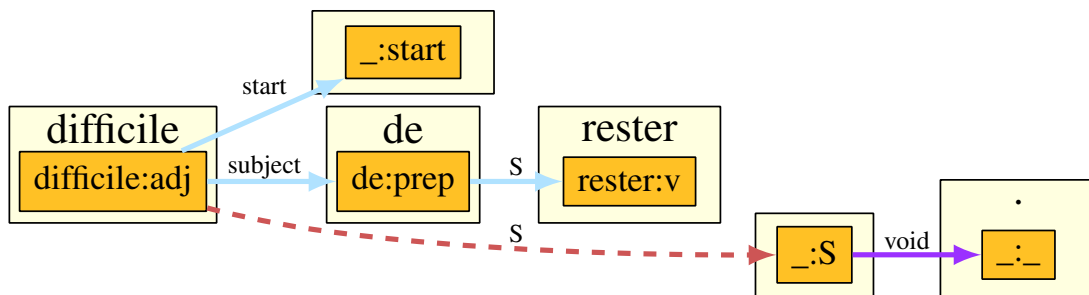 _:start
start
difficile
de
rester
difficile:adj
subject
de:prep
S
rester:v
.
S
_:S
void
_:_